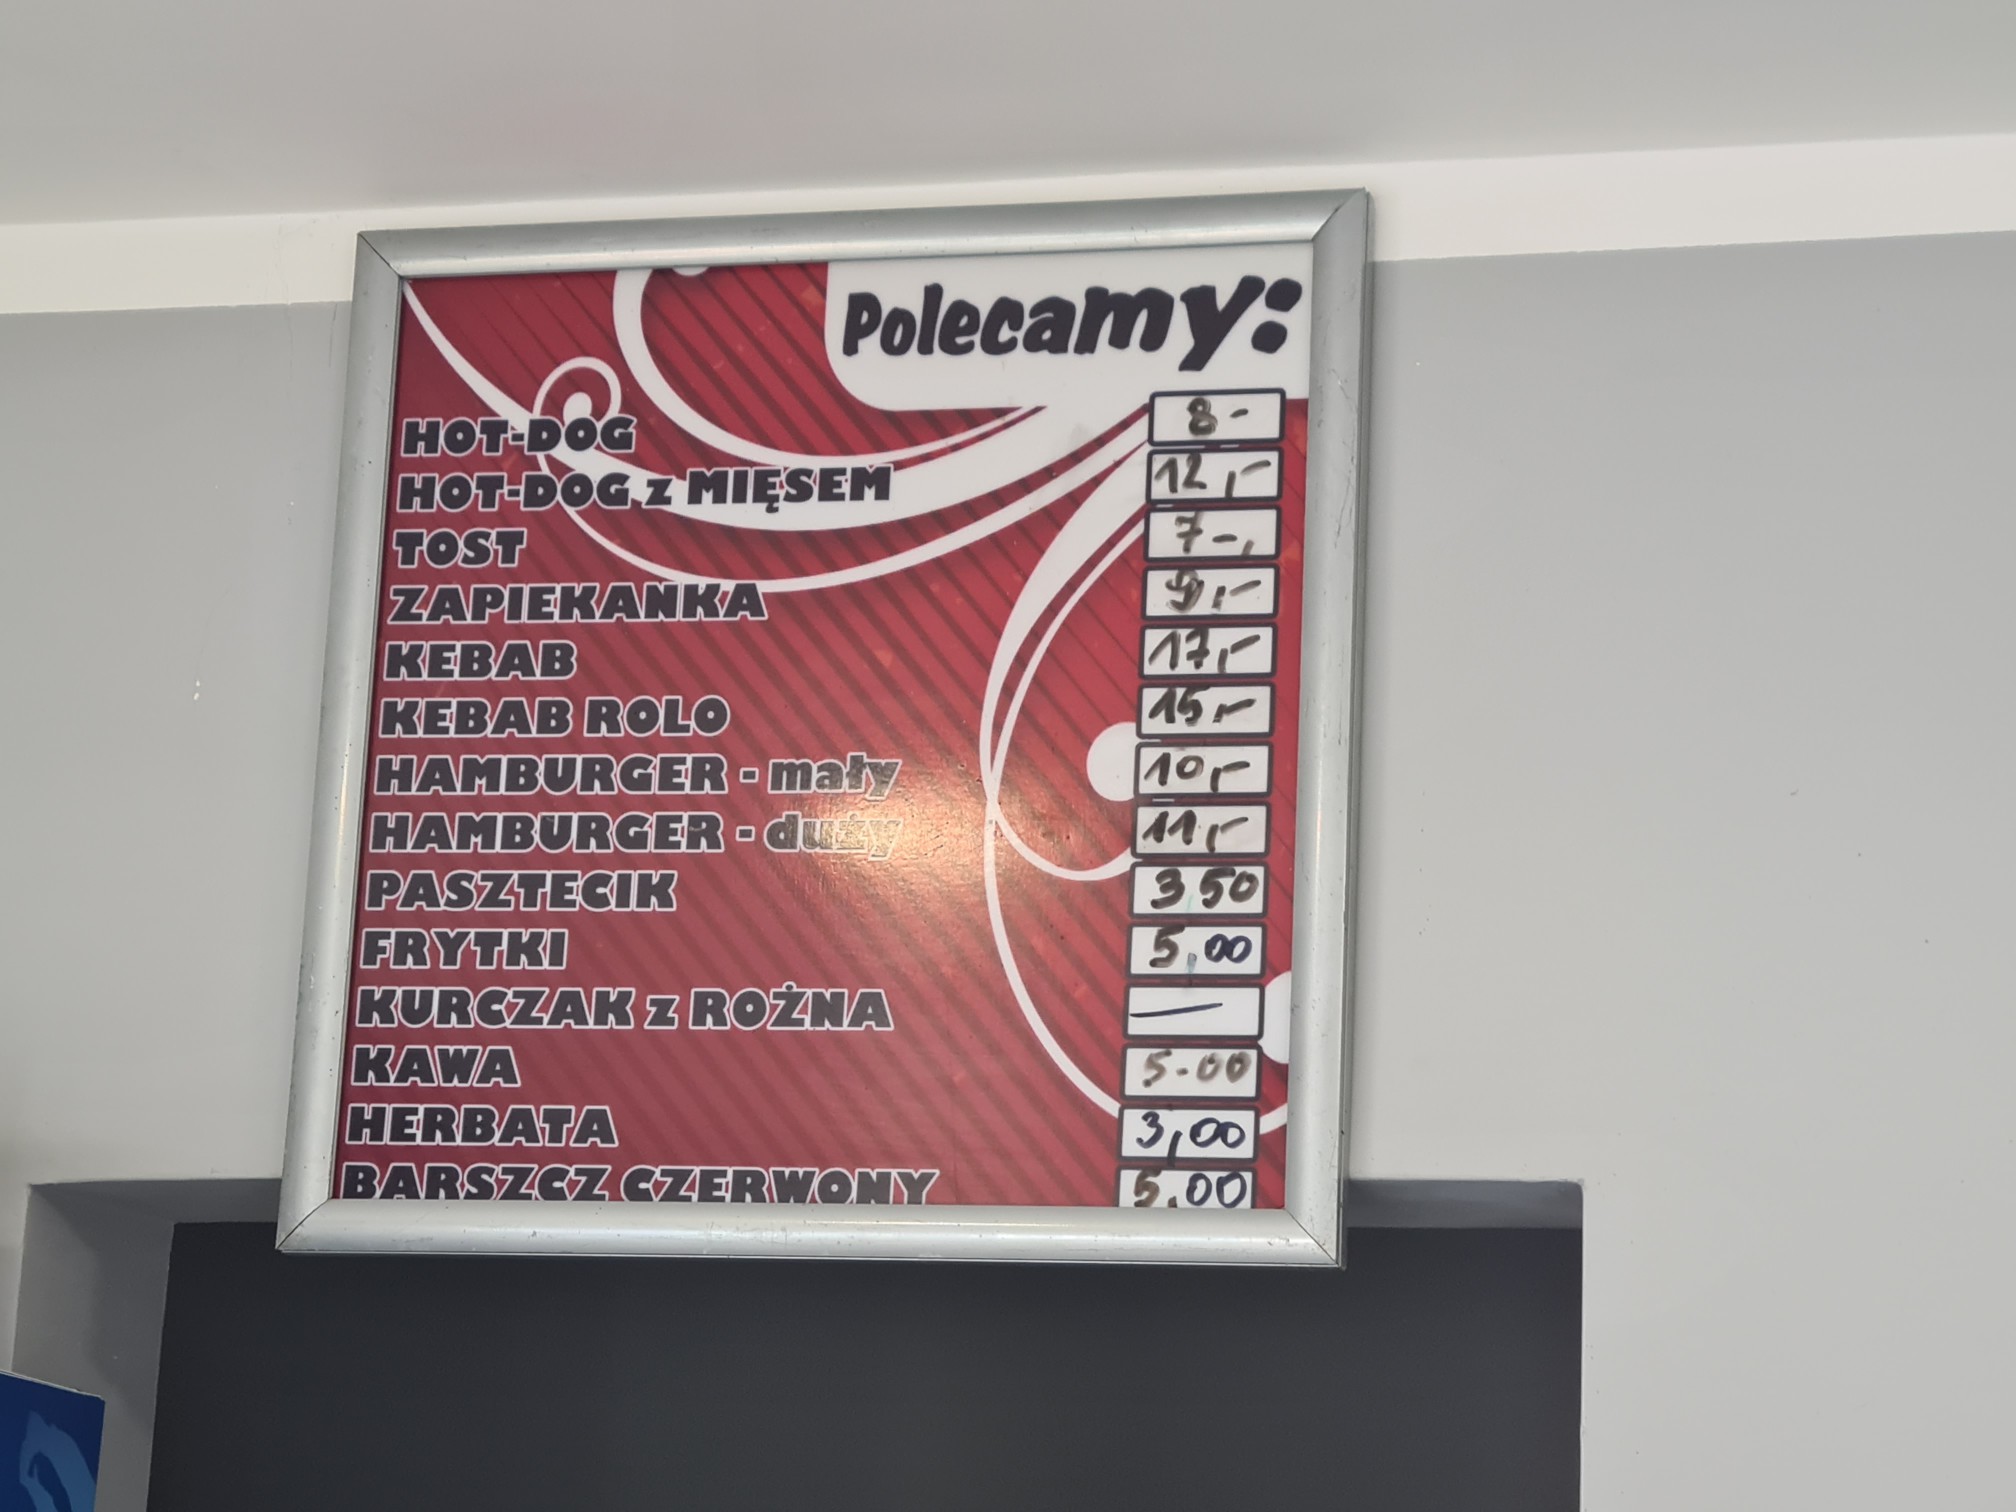 Polecamy:
HOT-DOG 8-
HOT-DOG z MIĘSEM 12,-
TOST 7-,
ZAPIEKANKA 9,-
KEBAB 17,-
KEBAB ROLO 15,-
HAMBURGER - mały 10,-
HAMBURGER - duży 11,-
PASZTECIK 3,50
FRYTKI 5,00
KURCZAK z ROŻNA —
KAWA 5.00
HERBATA 3,00
BARSZCZ CZERWONY 5,00